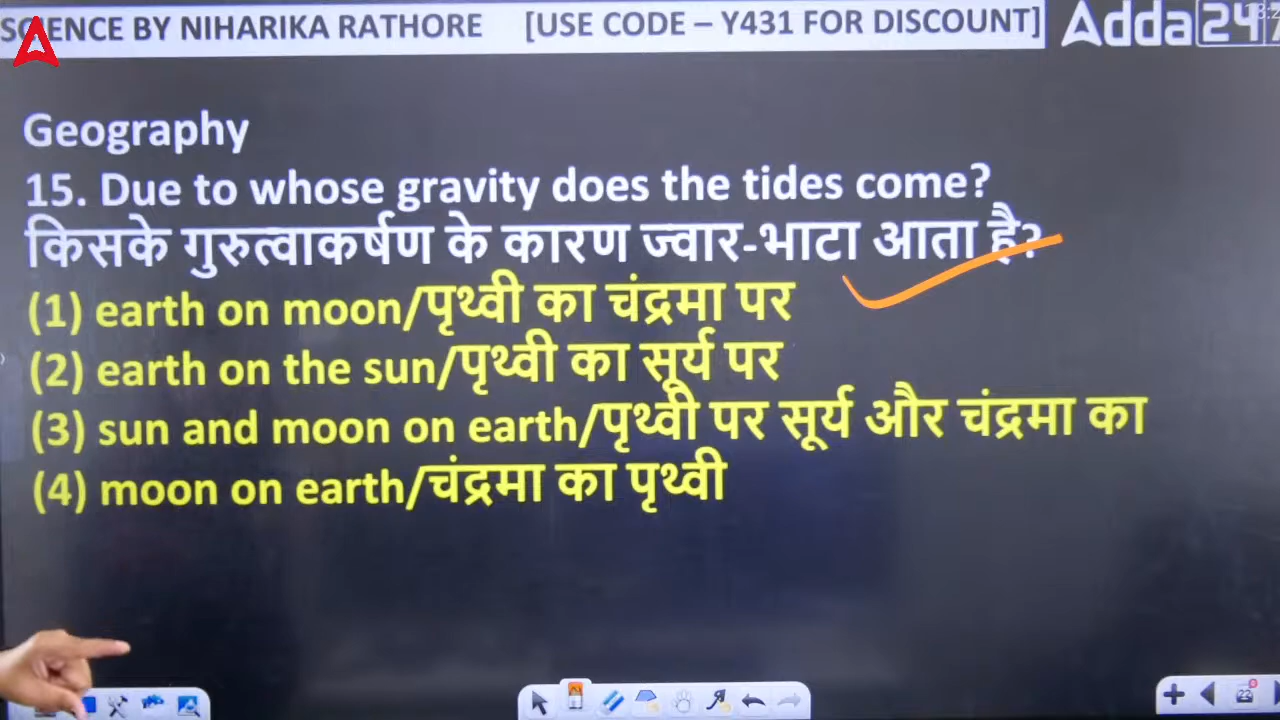 SCIENCE BY NIHARIKA RATHORE [USE CODE – Y431 FOR DISCOUNT]
Adda247
Geography
15. Due to whose gravity does the tides come?
किसके गुरुत्वाकर्षण के कारण ज्वार-भाटा आता है?
(1) earth on moon/पृथ्वी का चंद्रमा पर
(2) earth on the sun/पृथ्वी का सूर्य पर
(3) sun and moon on earth/पृथ्वी पर सूर्य और चंद्रमा का
(4) moon on earth/चंद्रमा का पृथ्वी
22